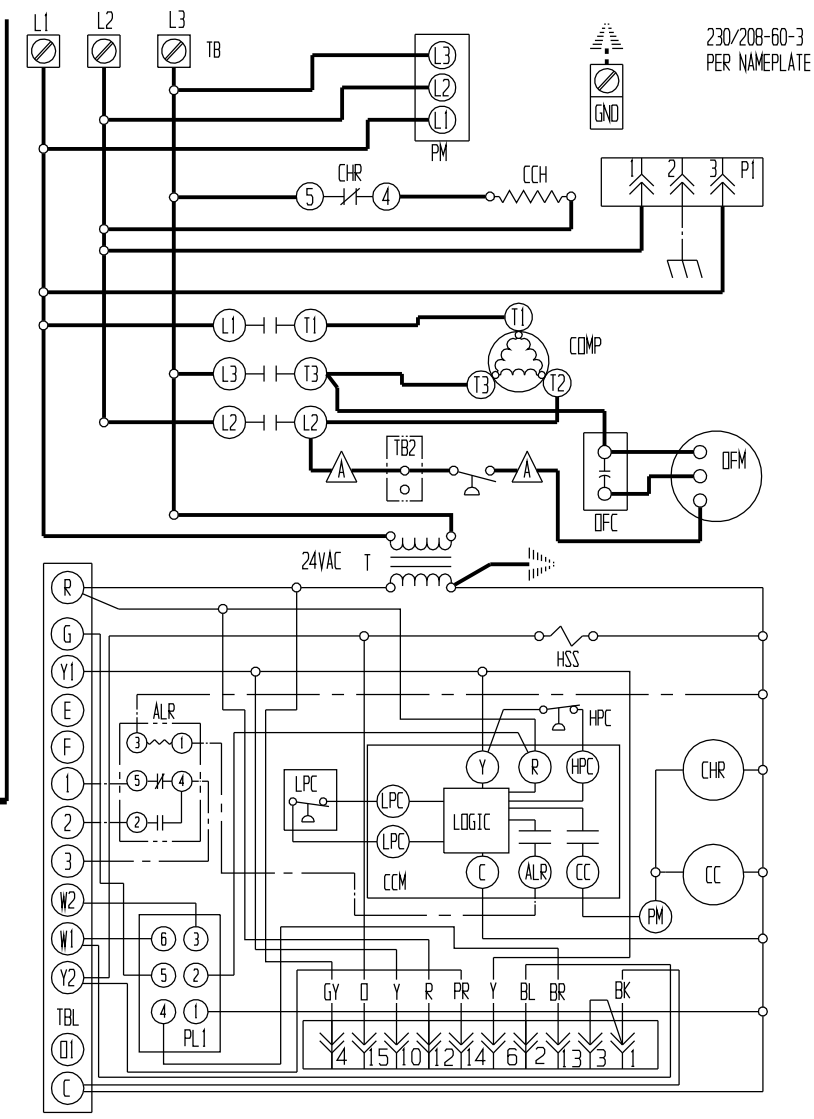 L1 L2 L3
TB
L3
L2
L1
PM
GND
230/208-60-3
PER NAMEPLATE
CHR
5 4
CCH
1 2 3 P1
L1 T1
T1
COMP
L3 T3
T3 T2
L2 L2
A
TB2
A
OFC
OFM
24VAC T
R
G
HSS
Y1
E
ALR
HPC
F
3 1
Y R HPC
CHR
1
5 4
LPC
LPC
2
2
LOGIC
LPC
3
CCM
C ALR CC
CC
W2
PM
W1
6 3
Y2
5 2
GY O Y R PR Y BL BR BK
TBL
4 1
PL1
O1
4 15 10 12 14 6 2 13 3 1
C